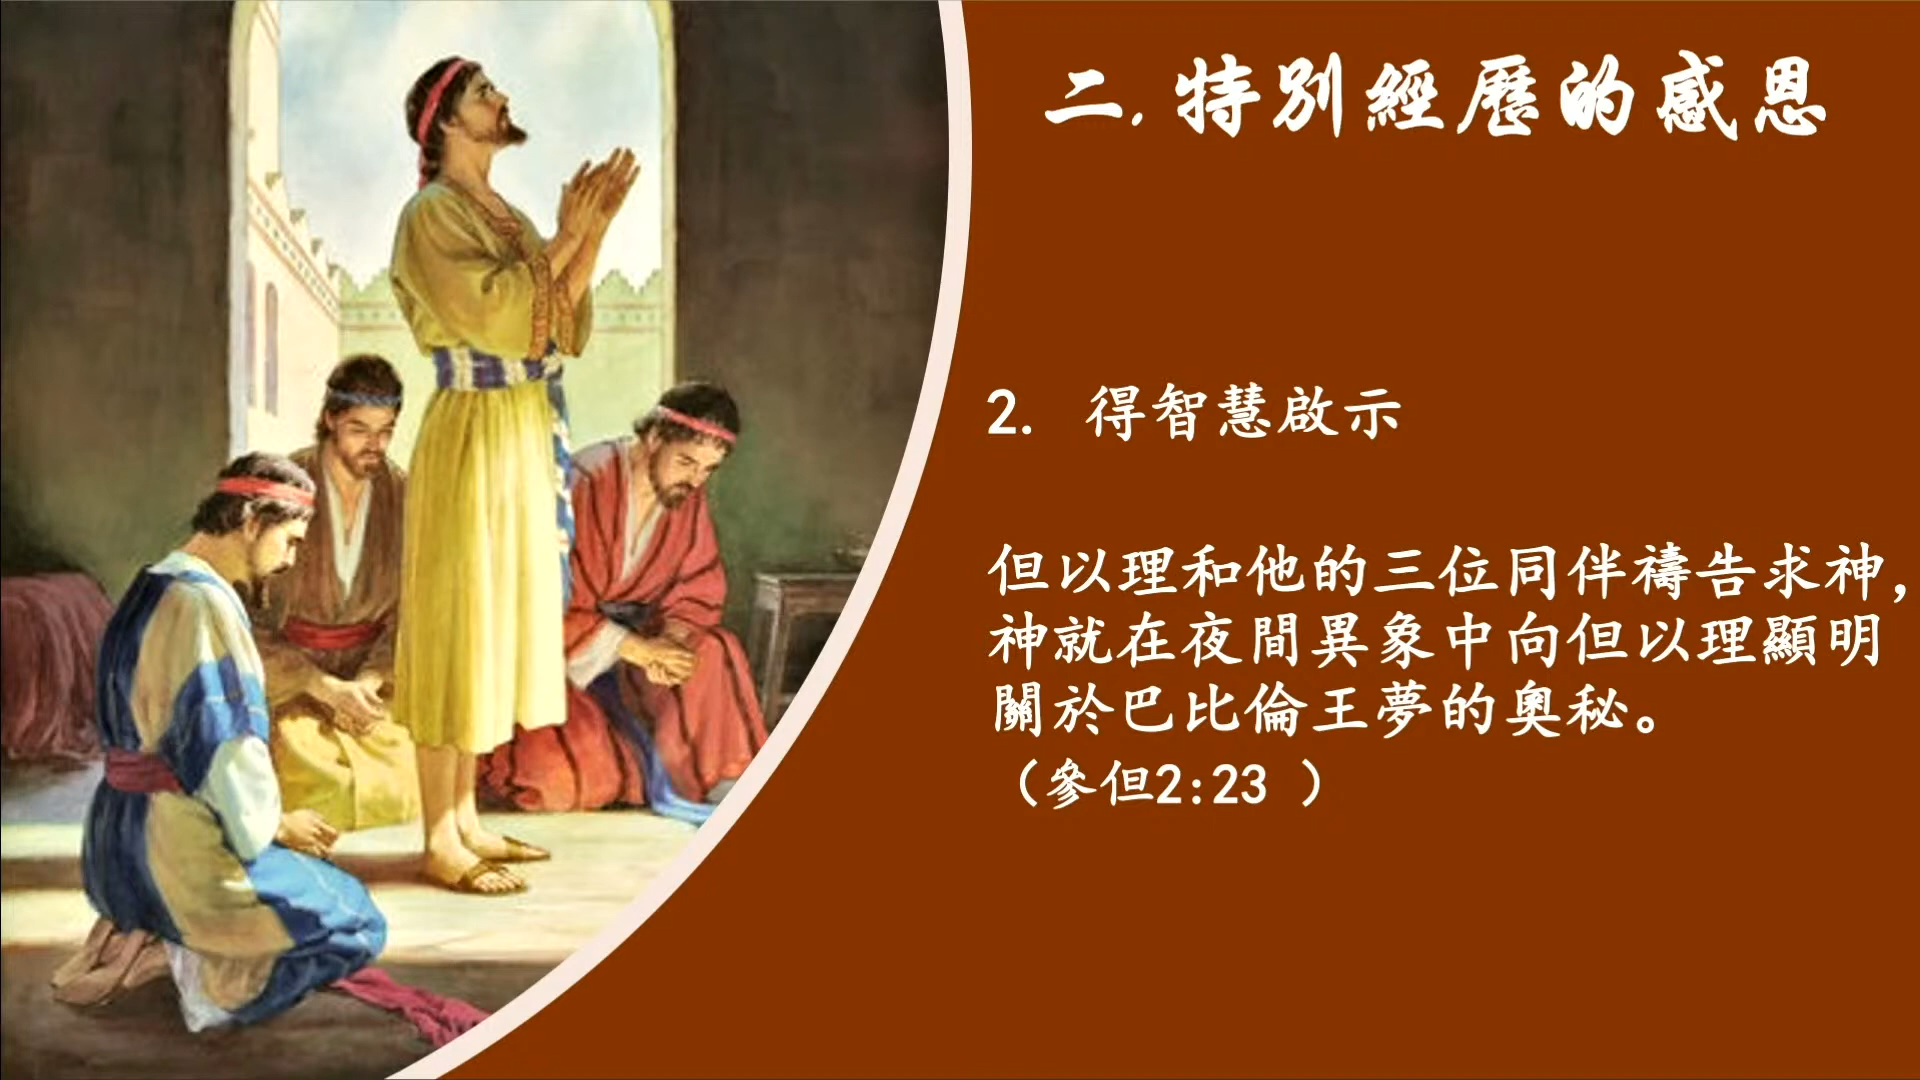 二.特別經歷的感恩
2. 得智慧啟示
但以理和他的三位同伴禱告求神，
神就在夜間異象中向但以理顯明
關於巴比倫王夢的奧秘。
（參但2:23 ）